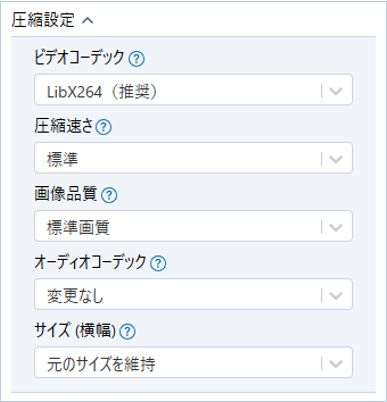 圧縮設定
ビデオコーデック ?
LibX264（推奨）
圧縮速さ ?
標準
画像品質 ?
標準画質
オーディオコーデック ?
変更なし
サイズ (横幅) ?
元のサイズを維持